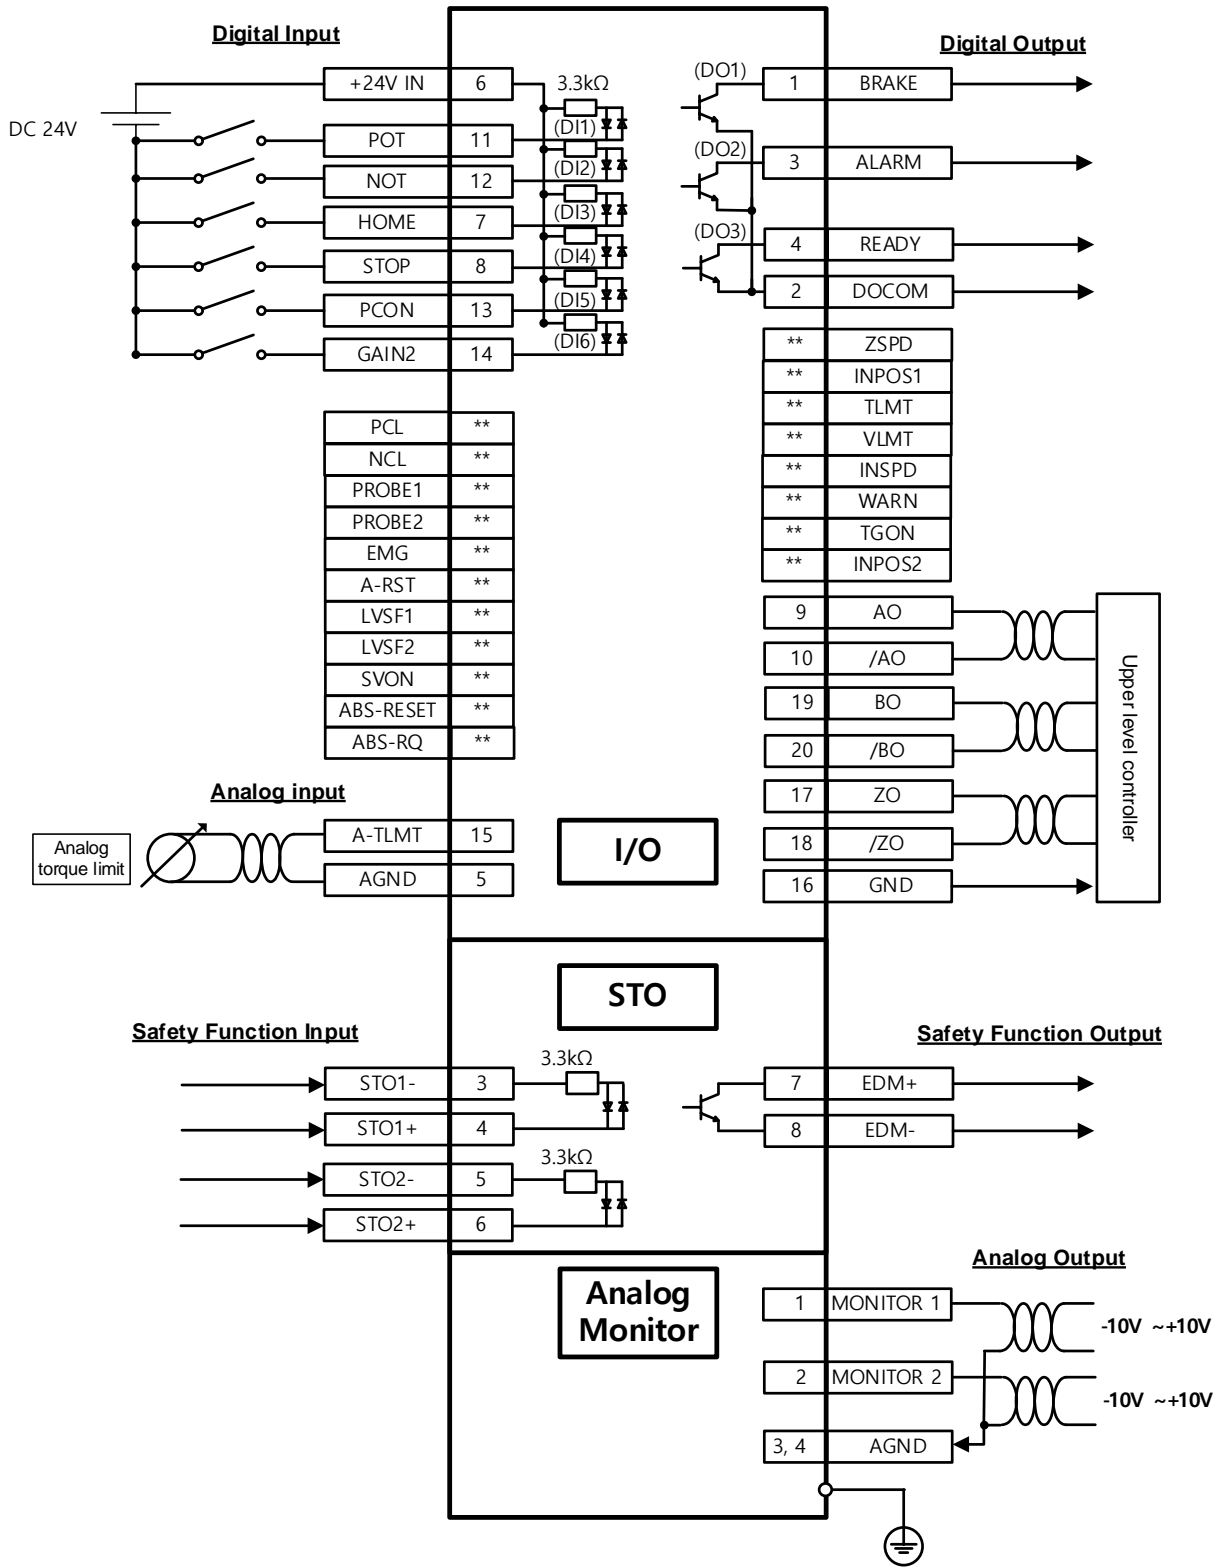 Digital Input
Digital Output
DC 24V
+24V IN 6
POT 11
NOT 12
HOME 7
STOP 8
PCON 13
GAIN2 14
3.3kΩ
(DI1)
(DI2)
(DI3)
(DI4)
(DI5)
(DI6)
(DO1)
(DO2)
(DO3)
1 BRAKE
3 ALARM
4 READY
2 DOCOM
** ZSPD
** INPOS1
** TLMT
** VLMT
** INSPD
** WARN
** TGON
** INPOS2
PCL **
NCL **
PROBE1 **
PROBE2 **
EMG **
A-RST **
LVSF1 **
LVSF2 **
SVON **
ABS-RESET **
ABS-RQ **
9 AO
10 /AO
19 BO
20 /BO
17 ZO
18 /ZO
16 GND
Upper level controller
Analog input
Analog
torque limit
A-TLMT 15
AGND 5
I/O
STO
Safety Function Input
STO1- 3
STO1+ 4
STO2- 5
STO2+ 6
3.3kΩ
3.3kΩ
Safety Function Output
7 EDM+
8 EDM-
Analog
Monitor
Analog Output
1 MONITOR 1
-10V ~+10V
2 MONITOR 2
-10V ~+10V
3, 4 AGND